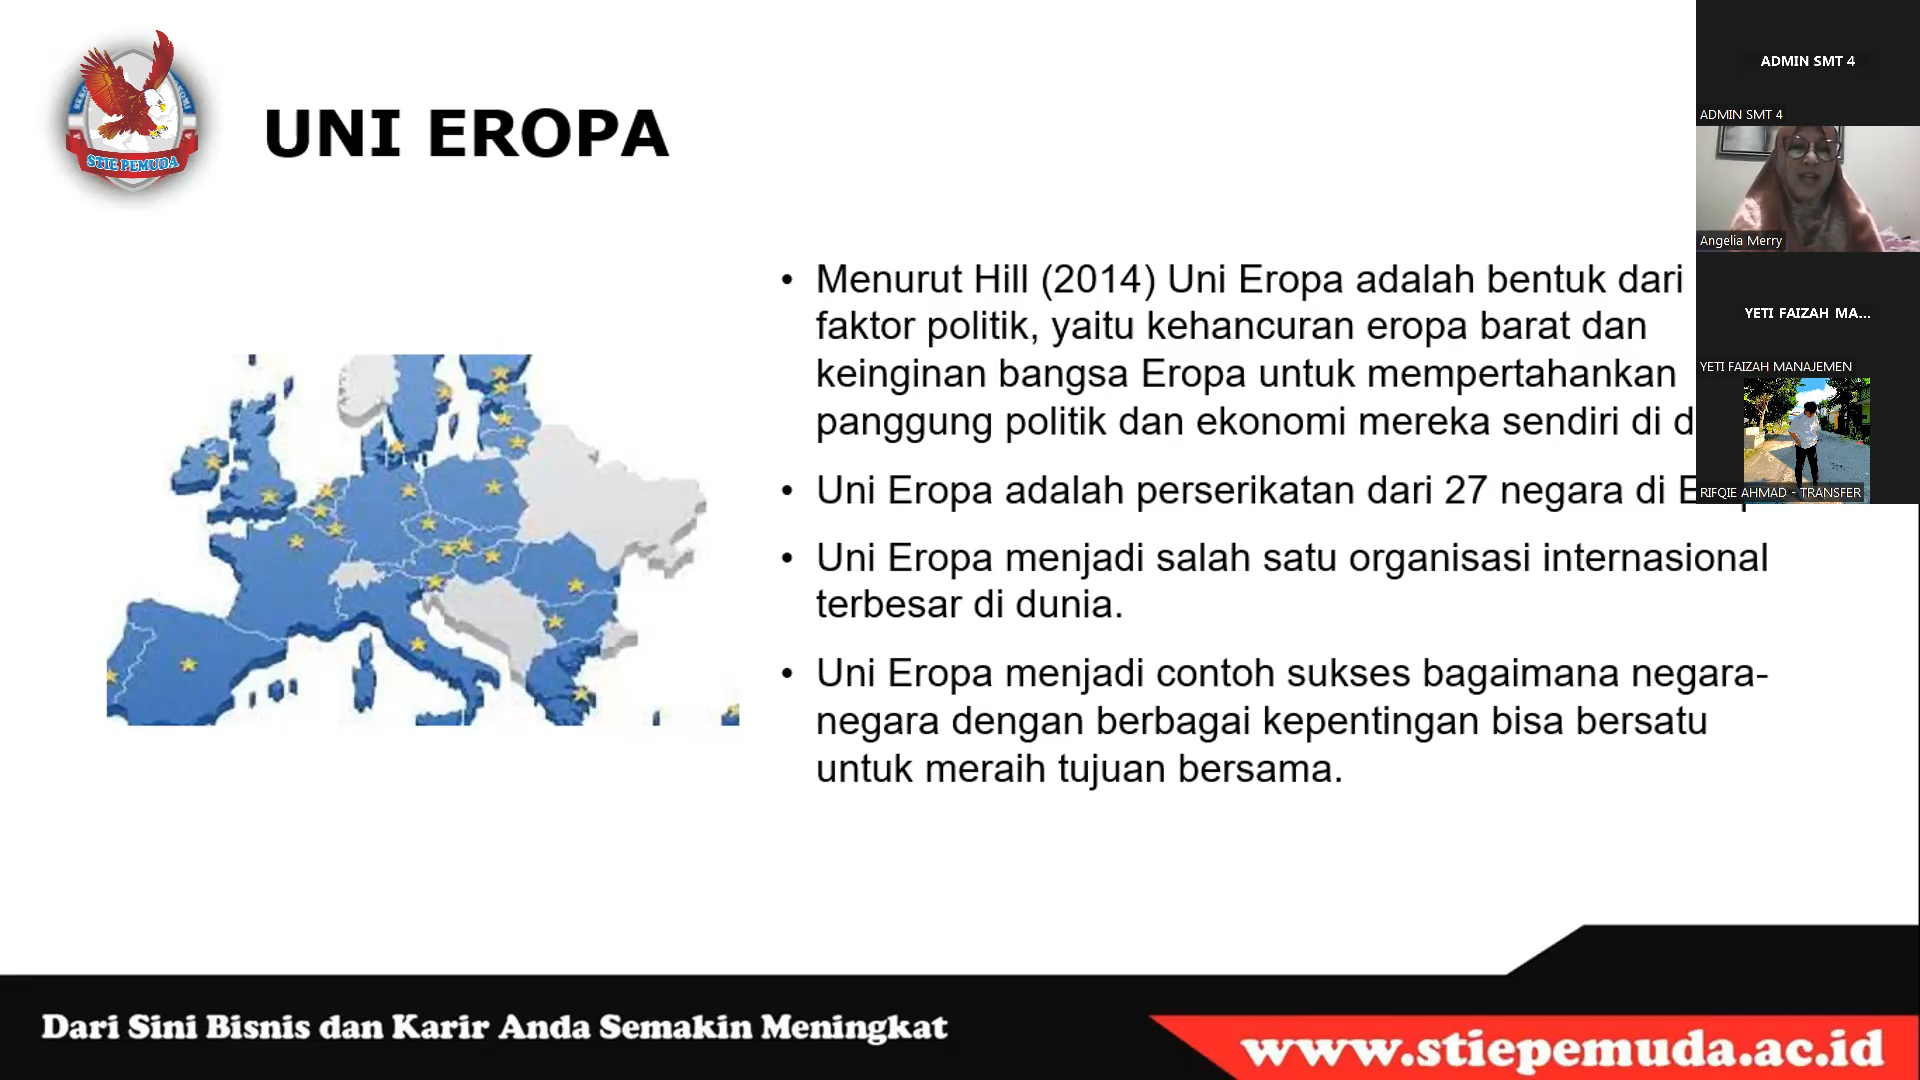 STIE PEMUDA
UNI EROPA
• Menurut Hill (2014) Uni Eropa adalah bentuk dari
faktor politik, yaitu kehancuran eropa barat dan
keinginan bangsa Eropa untuk mempertahankan
panggung politik dan ekonomi mereka sendiri di
• Uni Eropa adalah perserikatan dari 27 negara di
• Uni Eropa menjadi salah satu organisasi internasional
terbesar di dunia.
• Uni Eropa menjadi contoh sukses bagaimana negara-
negara dengan berbagai kepentingan bisa bersatu
untuk meraih tujuan bersama.
ADMIN SMT 4
ADMIN SMT 4
Angelia Merry
YETI FAIZAH MA...
YETI FAIZAH MANAJEMEN
RIFQIE AHMAD - TRANSFER
Dari Sini Bisnis dan Karir Anda Semakin Meningkat
www.stiepemuda.ac.id